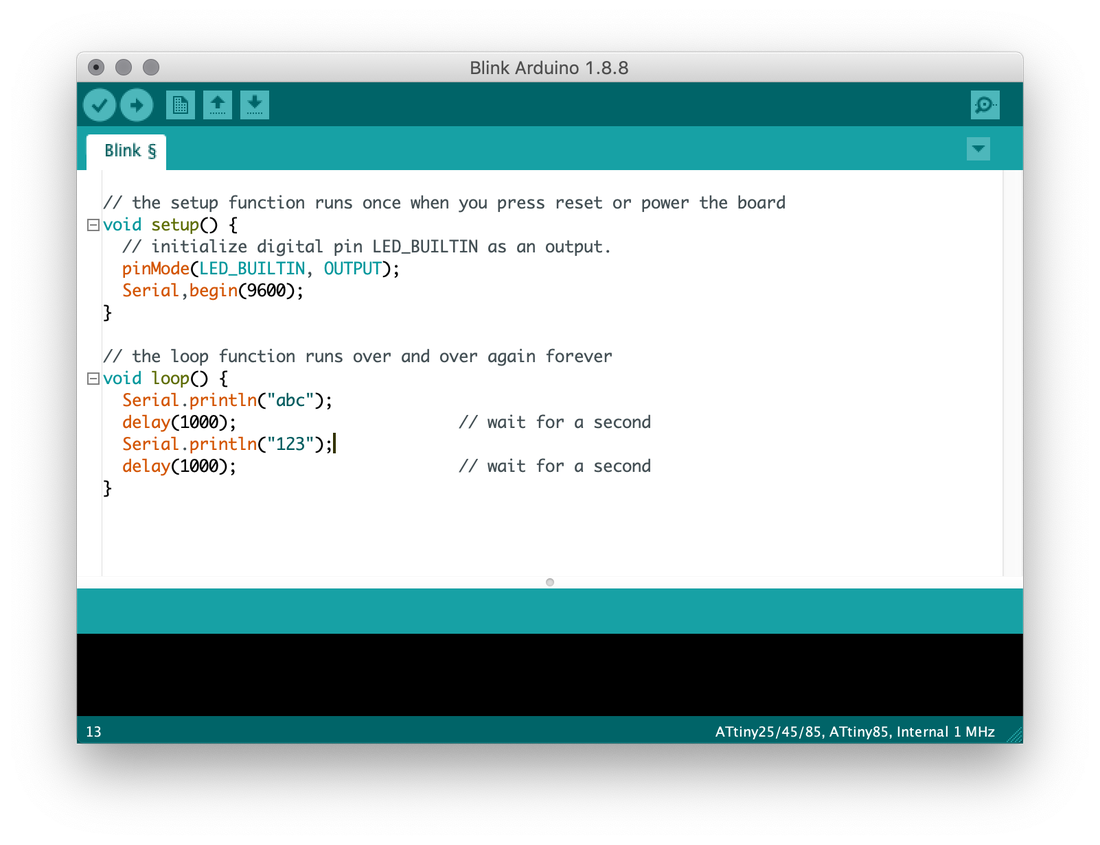 Blink Arduino 1.8.8
Blink §
// the setup function runs once when you press reset or power the board
void setup() {
  // initialize digital pin LED_BUILTIN as an output.
  pinMode(LED_BUILTIN, OUTPUT);
  Serial,begin(9600);
}
// the loop function runs over and over again forever
void loop() {
  Serial.println("abc");
  delay(1000);                       // wait for a second
  Serial.println("123");
  delay(1000);                       // wait for a second
}
13
ATtiny25/45/85, ATtiny85, Internal 1 MHz